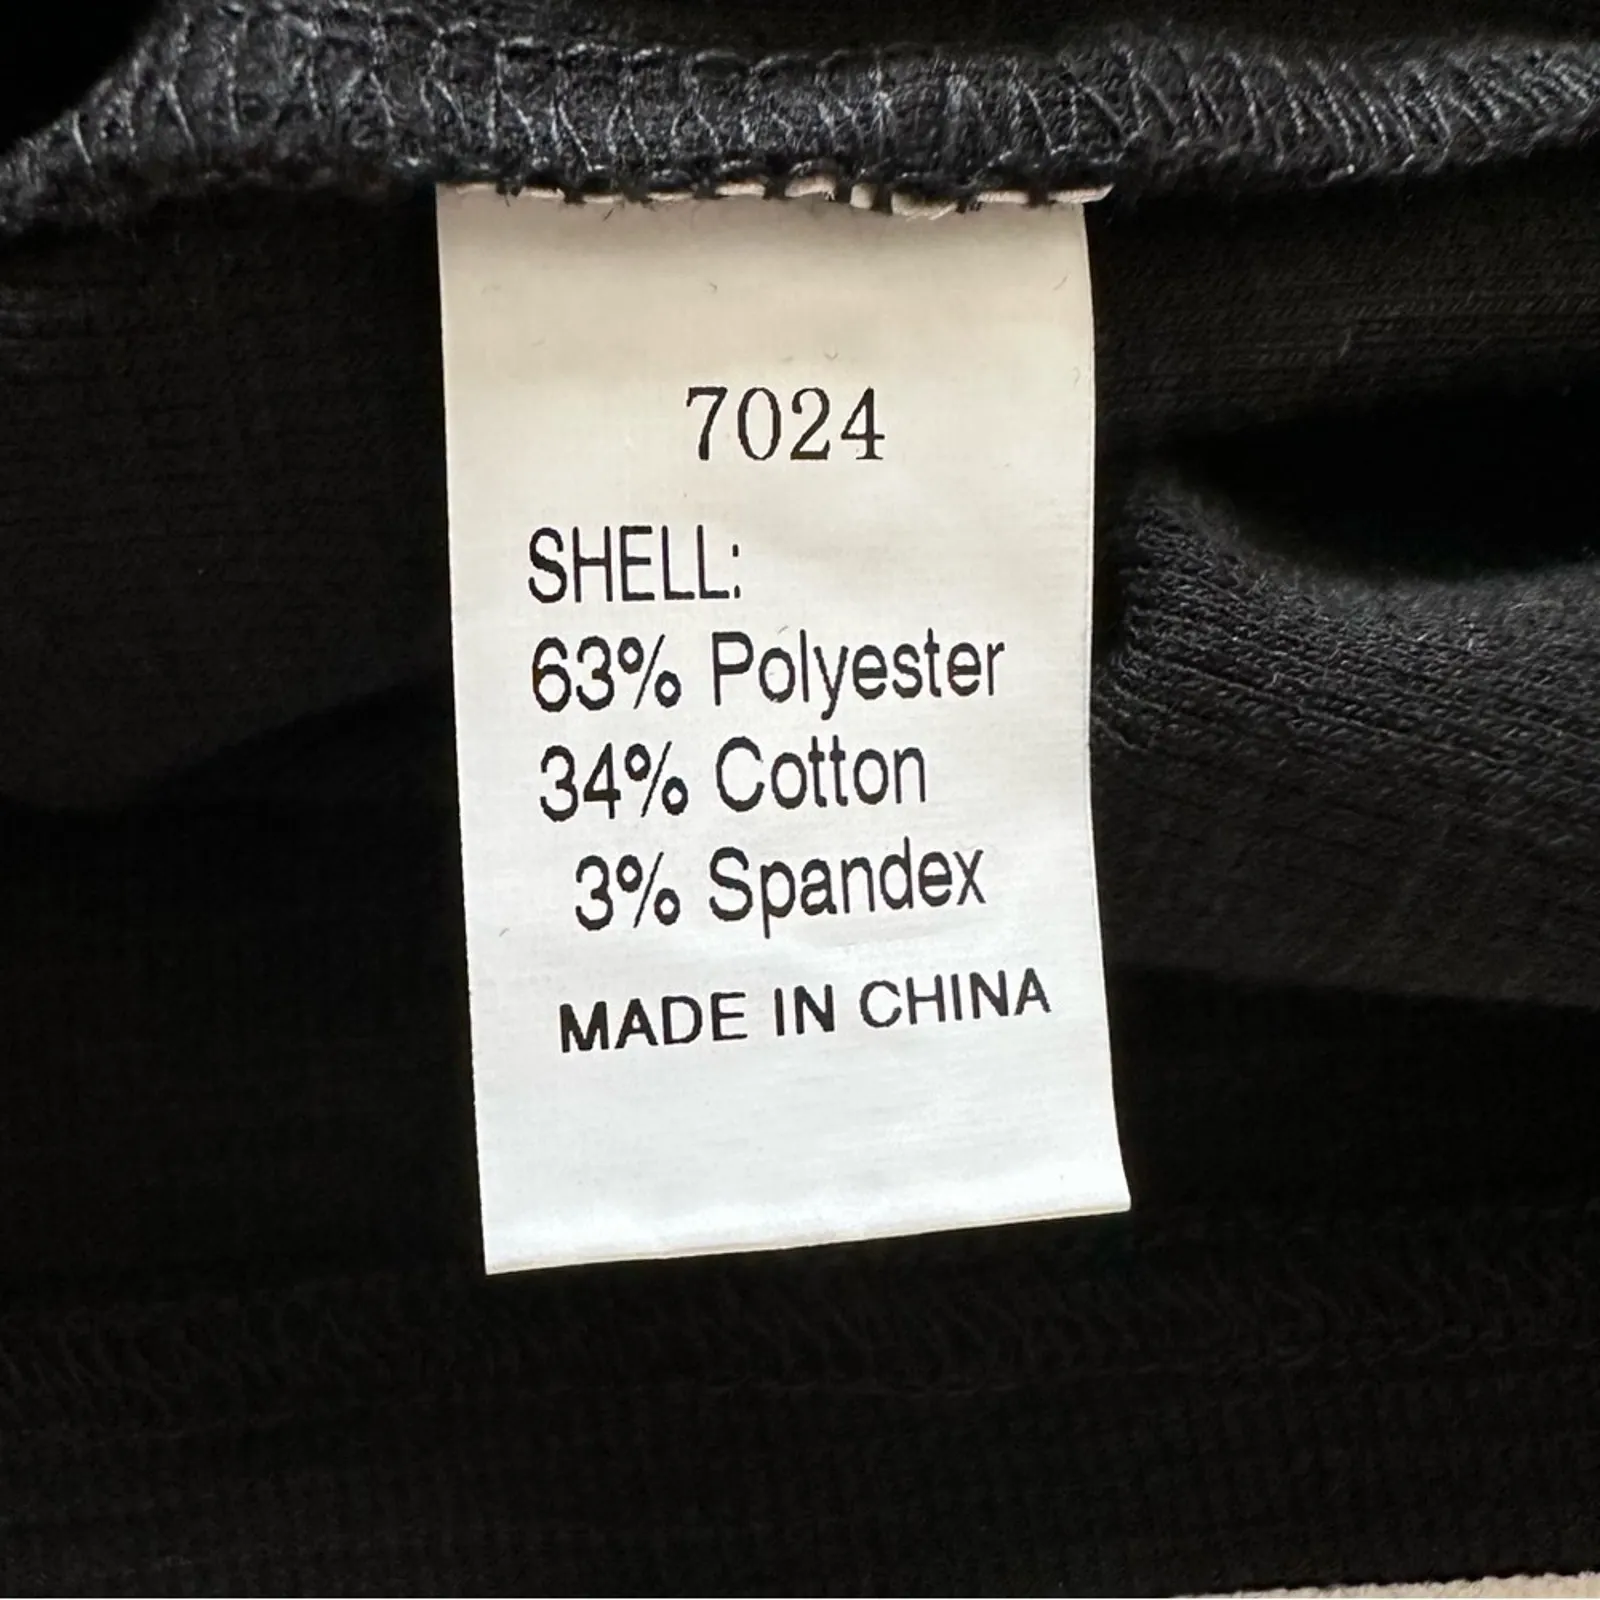 7024
SHELL:
63% Polyester
34% Cotton
3% Spandex
MADE IN CHINA